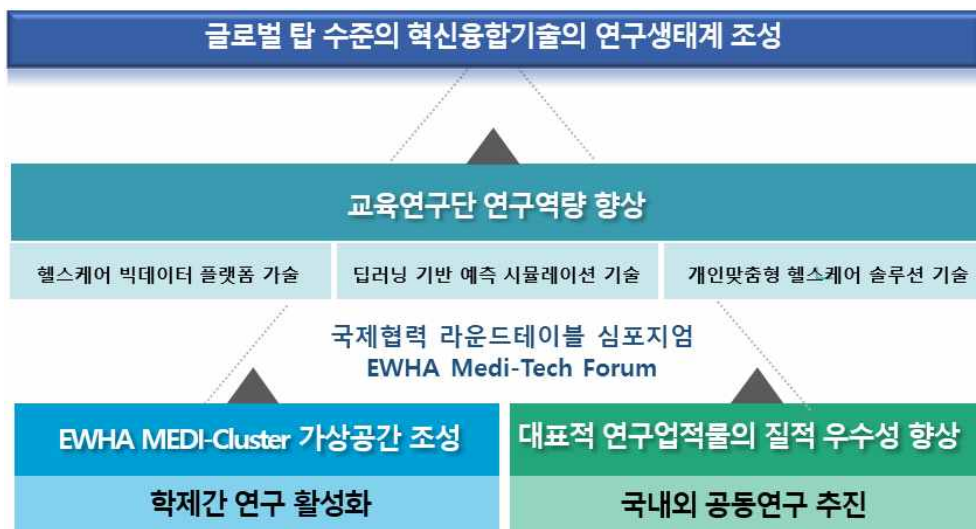 글로벌 탑 수준의 혁신융합기술의 연구생태계 조성
교육연구단 연구역량 향상
헬스케어 빅데이터 플랫폼 가술
딥러닝 기반 예측 시뮬레이션 기술
개인맞춤형 헬스케어 솔루션 기술
국제협력 라운드테이블 심포지엄
EWHA Medi-Tech Forum
EWHA MEDI-Cluster 가상공간 조성
대표적 연구업적물의 질적 우수성 향상
학제간 연구 활성화
국내외 공동연구 추진